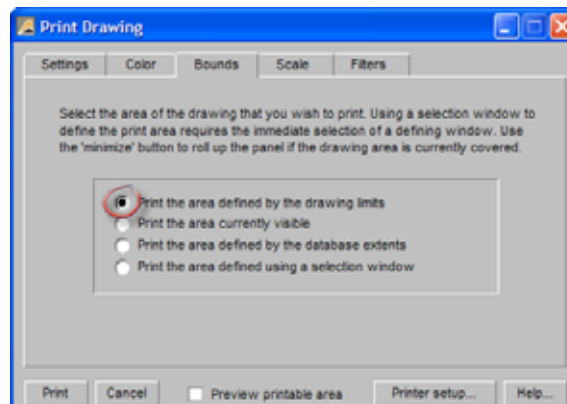 Print Drawing
Settings Color Bounds Scale Filters
Select the area of the drawing that you wish to print. Using a selection window to
define the print area requires the immediate selection of a defining window. Use
the 'minimize' button to roll up the panel if the drawing area is currently covered.
Print the area defined by the drawing limits
Print the area currently visible
Print the area defined by the database extents
Print the area defined using a selection window
Print Cancel Preview printable area Printer setup... Help...